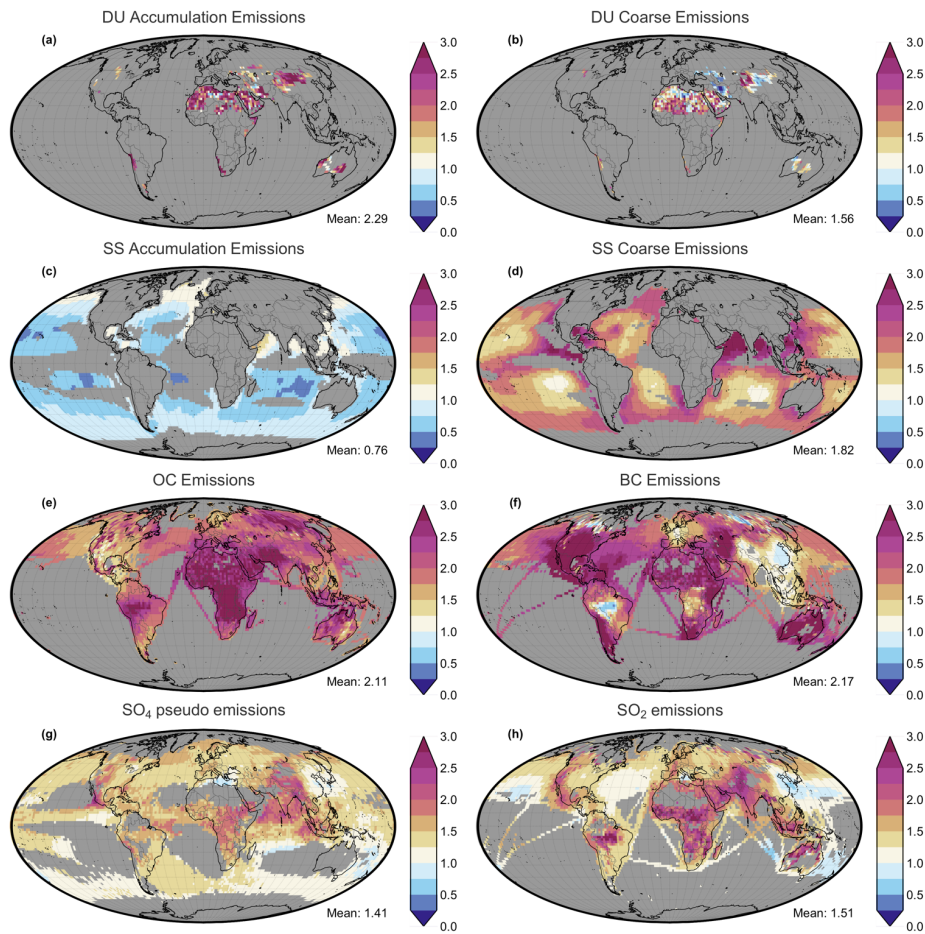 DU Accumulation Emissions
(a)
3.0
2.5
2.0
1.5
1.0
0.5
0.0
Mean: 2.29
DU Coarse Emissions
(b)
3.0
2.5
2.0
1.5
1.0
0.5
0.0
Mean: 1.56
SS Accumulation Emissions
(c)
3.0
2.5
2.0
1.5
1.0
0.5
0.0
Mean: 0.76
SS Coarse Emissions
(d)
3.0
2.5
2.0
1.5
1.0
0.5
0.0
Mean: 1.82
OC Emissions
(e)
3.0
2.5
2.0
1.5
1.0
0.5
0.0
Mean: 2.11
BC Emissions
(f)
3.0
2.5
2.0
1.5
1.0
0.5
0.0
Mean: 2.17
SO₄ pseudo emissions
(g)
3.0
2.5
2.0
1.5
1.0
0.5
0.0
Mean: 1.41
SO₂ emissions
(h)
3.0
2.5
2.0
1.5
1.0
0.5
0.0
Mean: 1.51